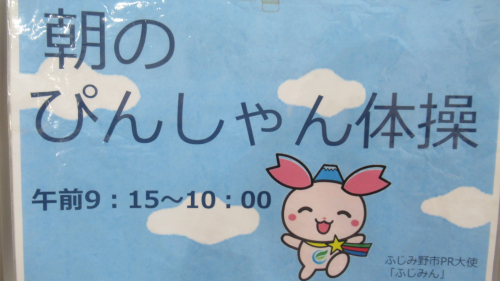 朝の
ぴんしゃん体操
午前9：15～10：00
ふじみ野市PR大使
「ふじみん」